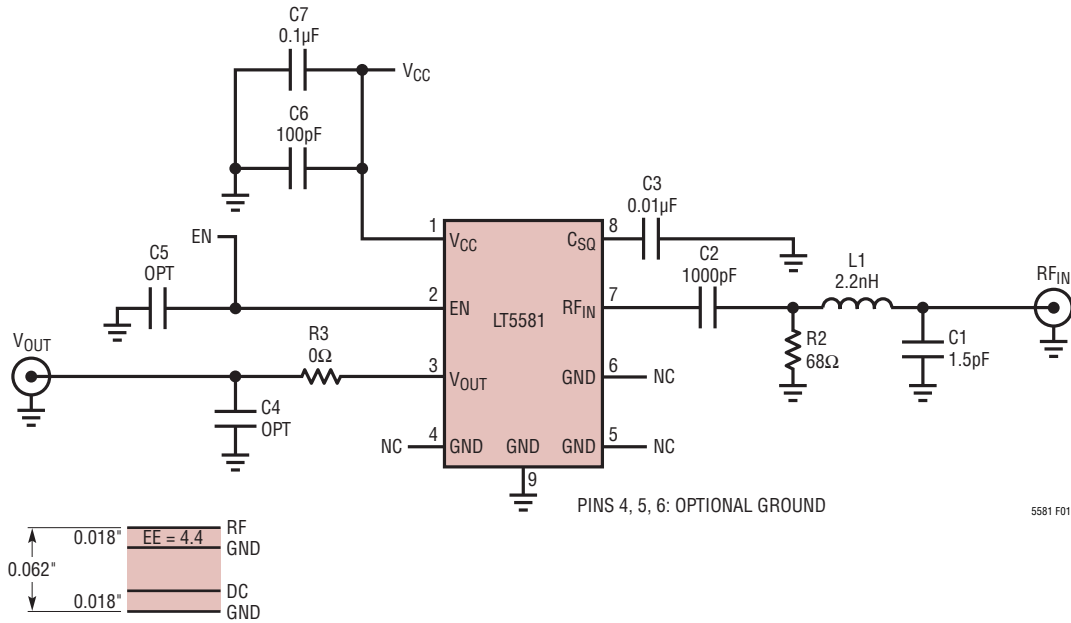 C7
0.1µF
VCC
C6
100pF
C3
0.01µF
1
VCC
CSQ
8
EN
C5
OPT
C2
1000pF
L1
2.2nH
RFIN
2
EN
LT5581
RFIN
7
R3
0Ω
R2
68Ω
C1
1.5pF
VOUT
3
VOUT
GND
6
NC
C4
OPT
NC
4
GND
GND
GND
5
NC
9
PINS 4, 5, 6: OPTIONAL GROUND
5581 F01
0.018"
EE = 4.4
RF
GND
0.062"
0.018"
DC
GND